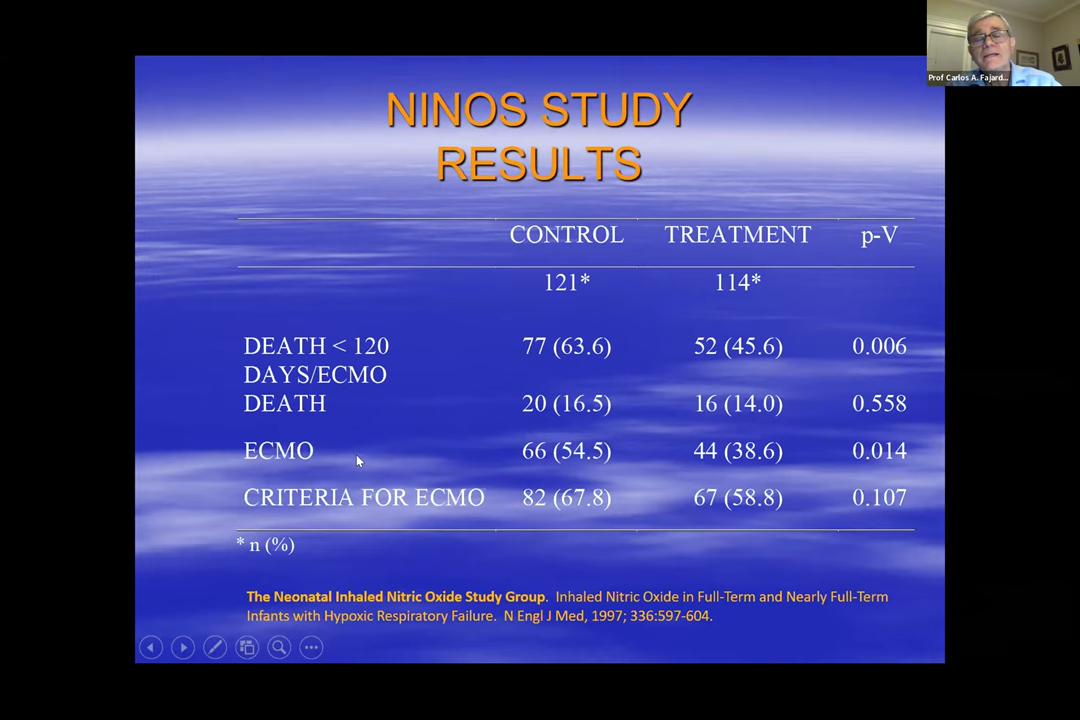 Prof Carlos A. Fajard...
NINOS STUDY
RESULTS
CONTROL TREATMENT p-V
121* 114*
DEATH < 120 77 (63.6) 52 (45.6) 0.006
DAYS/ECMO
DEATH 20 (16.5) 16 (14.0) 0.558
ECMO 66 (54.5) 44 (38.6) 0.014
CRITERIA FOR ECMO 82 (67.8) 67 (58.8) 0.107
* n (%)
The Neonatal Inhaled Nitric Oxide Study Group. Inhaled Nitric Oxide in Full-Term and Nearly Full-Term
Infants with Hypoxic Respiratory Failure. N Engl J Med, 1997; 336:597-604.